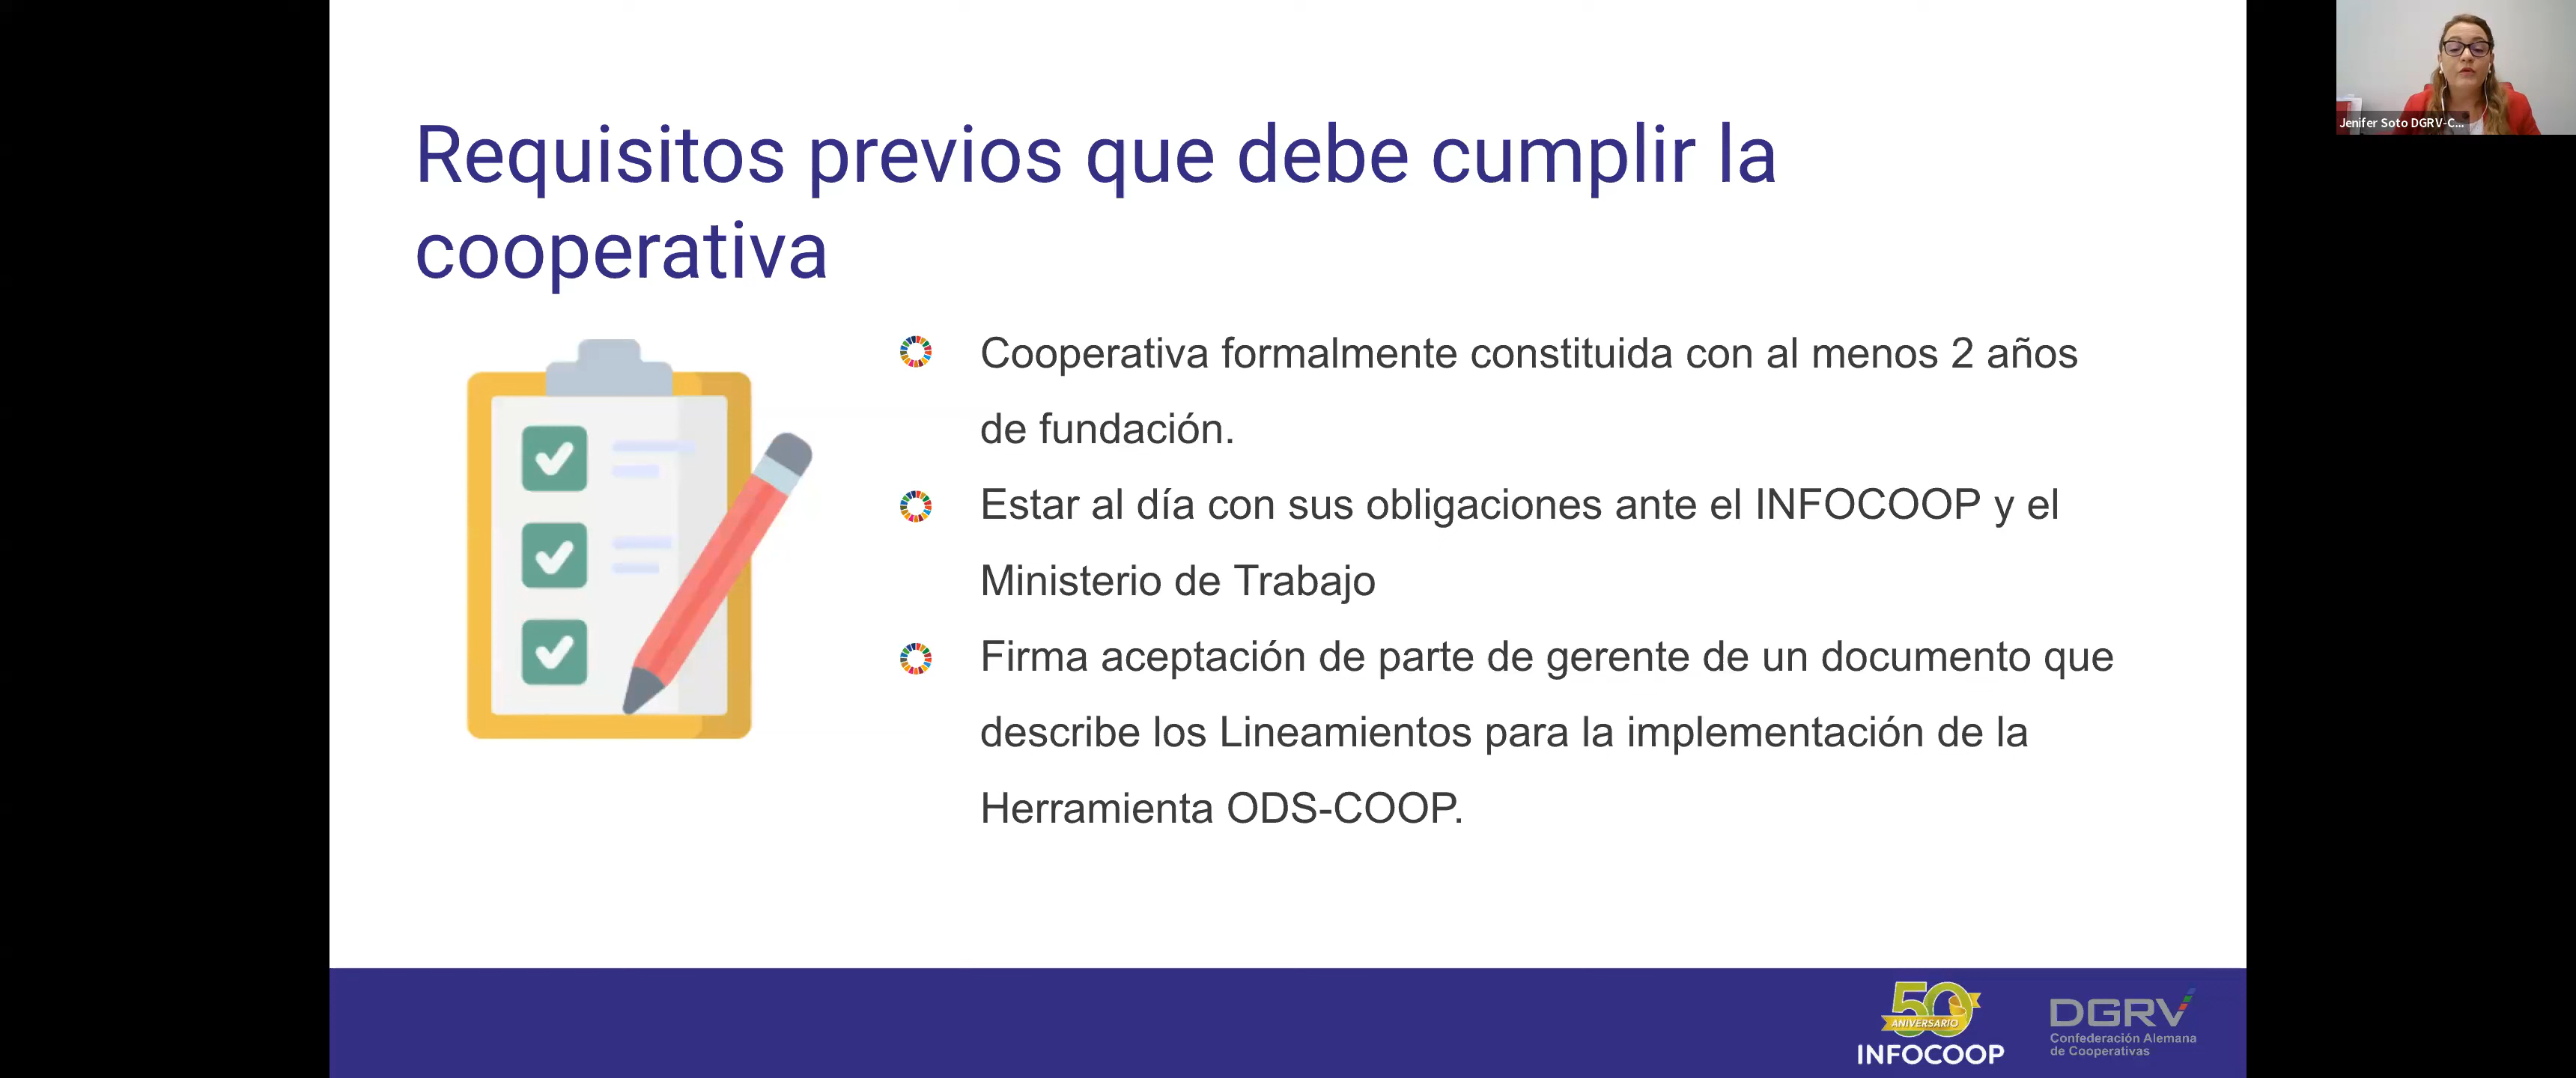 Jenifer Soto DGRV-C...
Requisitos previos que debe cumplir la
cooperativa
Cooperativa formalmente constituida con al menos 2 años
de fundación.
Estar al día con sus obligaciones ante el INFOCOOP y el
Ministerio de Trabajo
Firma aceptación de parte de gerente de un documento que
describe los Lineamientos para la implementación de la
Herramienta ODS-COOP.
50
ANIVERSARIO
INFOCOOP
DGRV
Confederación Alemana
de Cooperativas